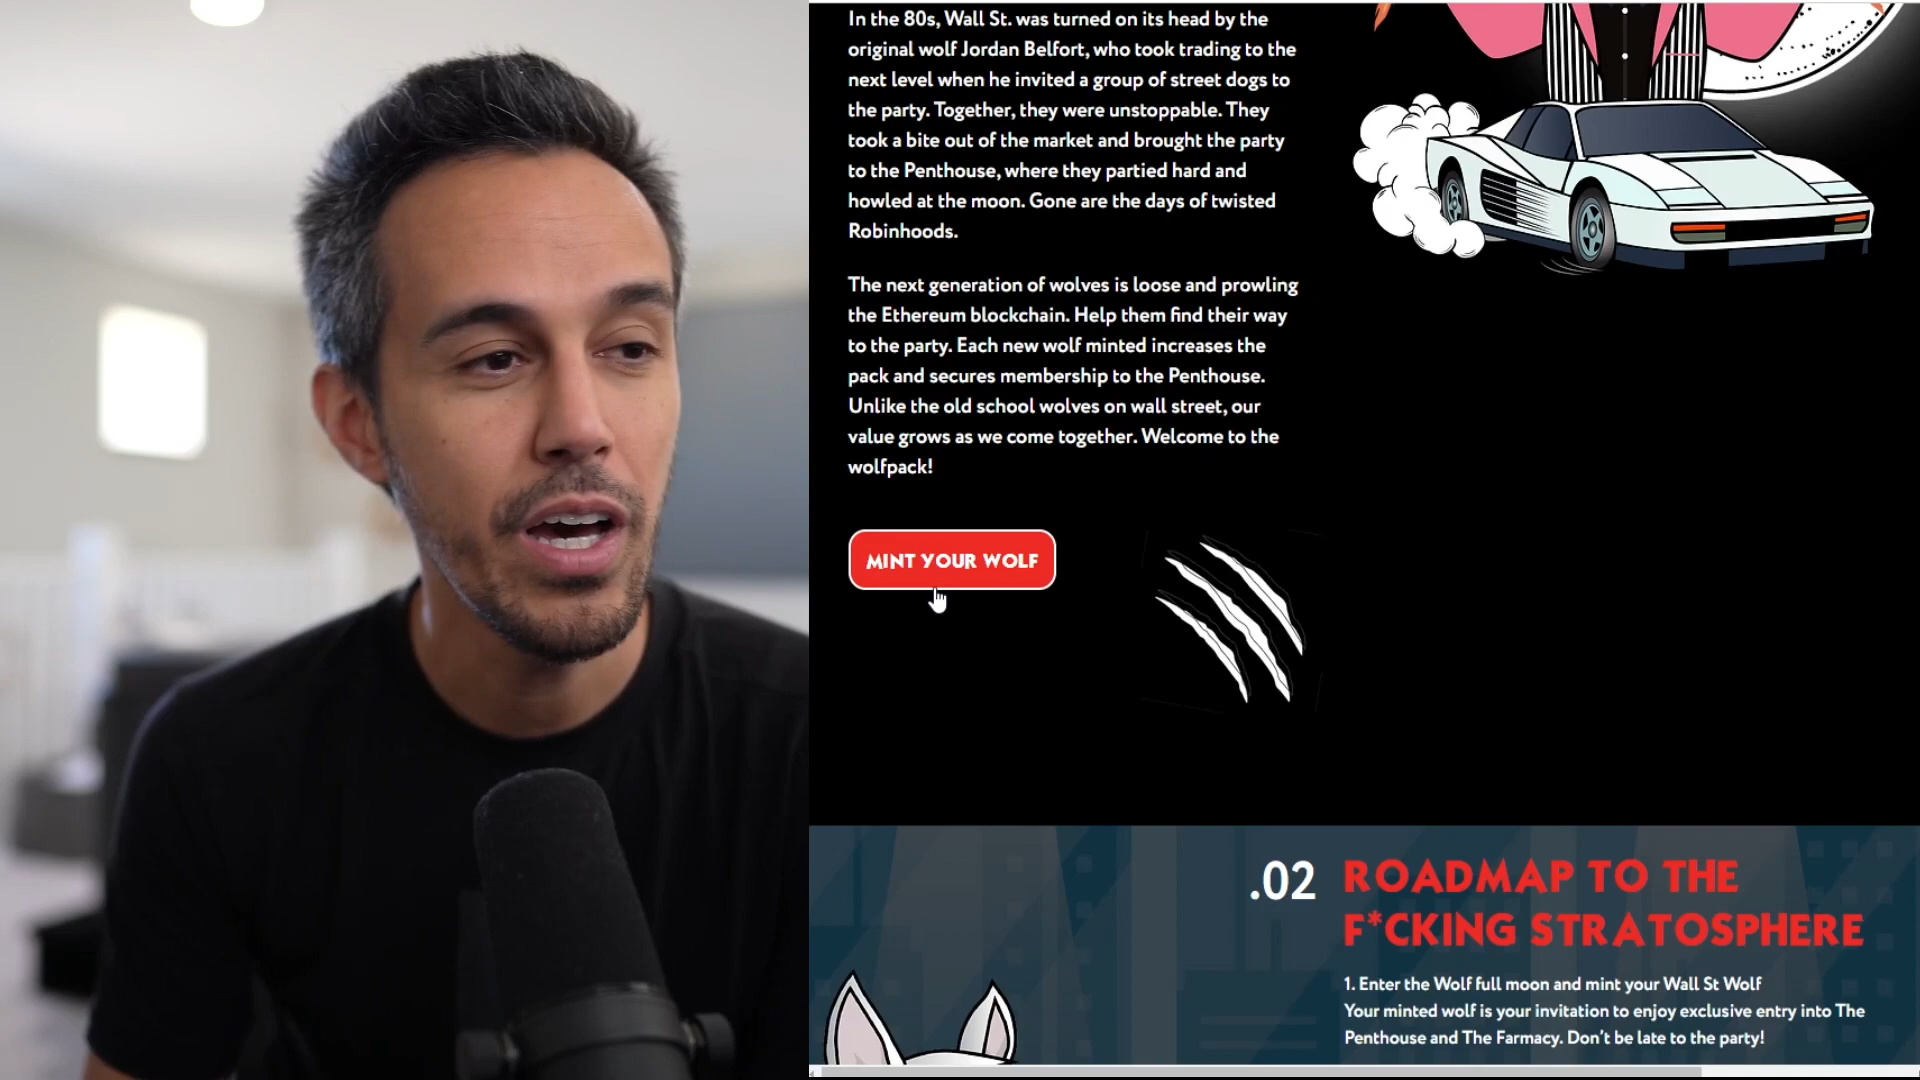 In the 80s, Wall St. was turned on its head by the
original wolf Jordan Belfort, who took trading to the
next level when he invited a group of street dogs to
the party. Together, they were unstoppable. They
took a bite out of the market and brought the party
to the Penthouse, where they partied hard and
howled at the moon. Gone are the days of twisted
Robinhoods.
The next generation of wolves is loose and prowling
the Ethereum blockchain. Help them find their way
to the party. Each new wolf minted increases the
pack and secures membership to the Penthouse.
Unlike the old school wolves on wall street, our
value grows as we come together. Welcome to the
wolfpack!
MINT YOUR WOLF
.02 ROADMAP TO THE
F*CKING STRATOSPHERE
1. Enter the Wolf full moon and mint your Wall St Wolf
Your minted wolf is your invitation to enjoy exclusive entry into The
Penthouse and The Farmacy. Don't be late to the party!